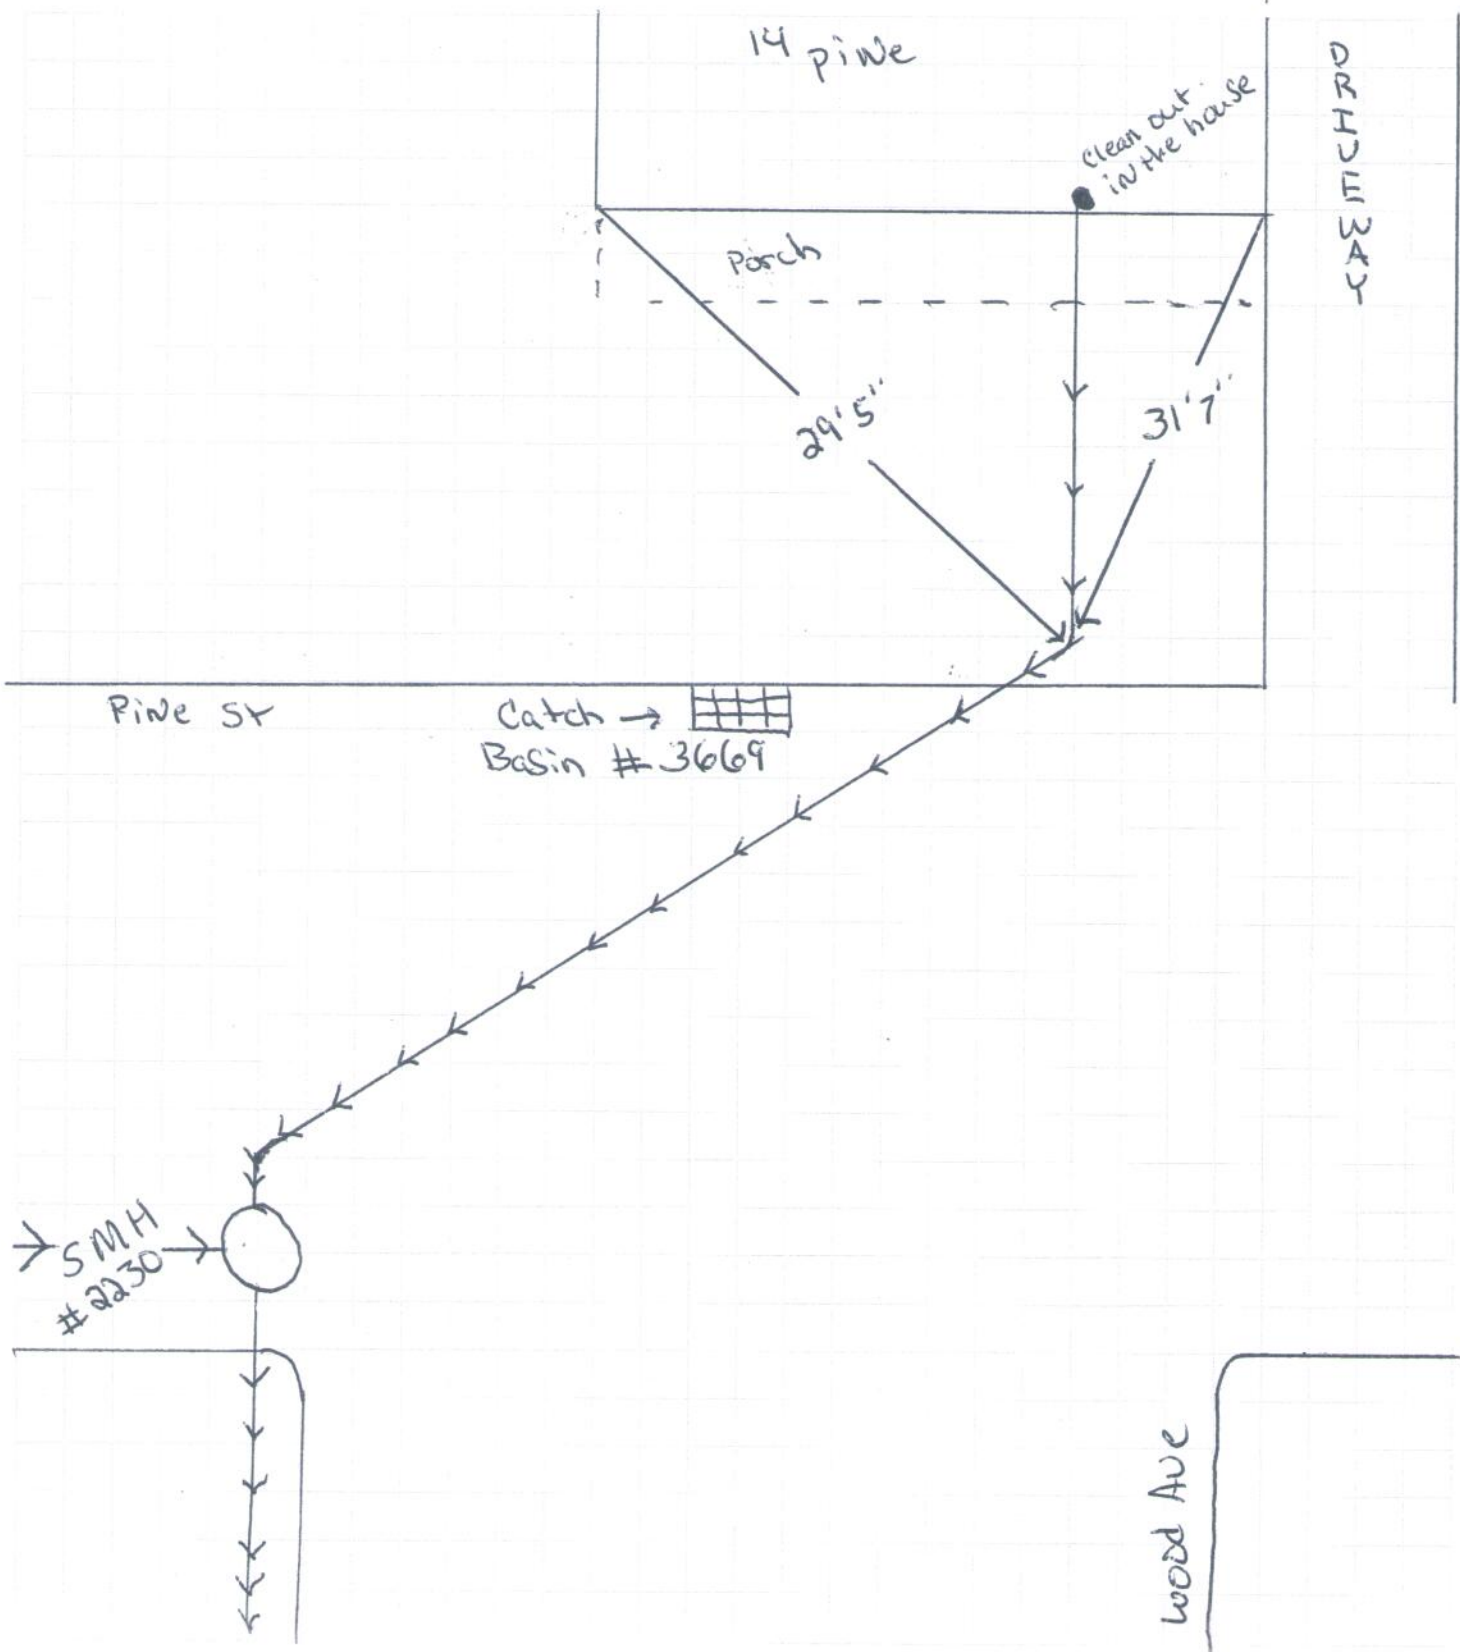 14 Pine
Clean out
in the house
DRIVEWAY
Porch
29'5"
31'7"
Pine St
Catch →
Basin # 3669
SMH
#2230
Wood Ave